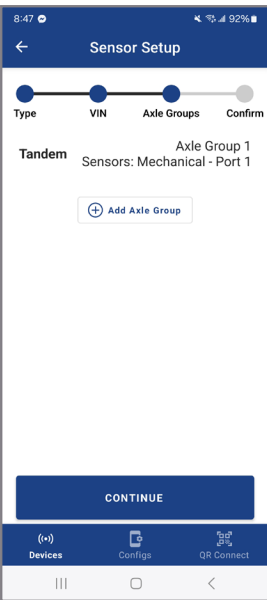 8:47 92%
Sensor Setup
Type VIN Axle Groups Confirm
Tandem Axle Group 1
Sensors: Mechanical - Port 1
Add Axle Group
CONTINUE
Devices Configs QR Connect